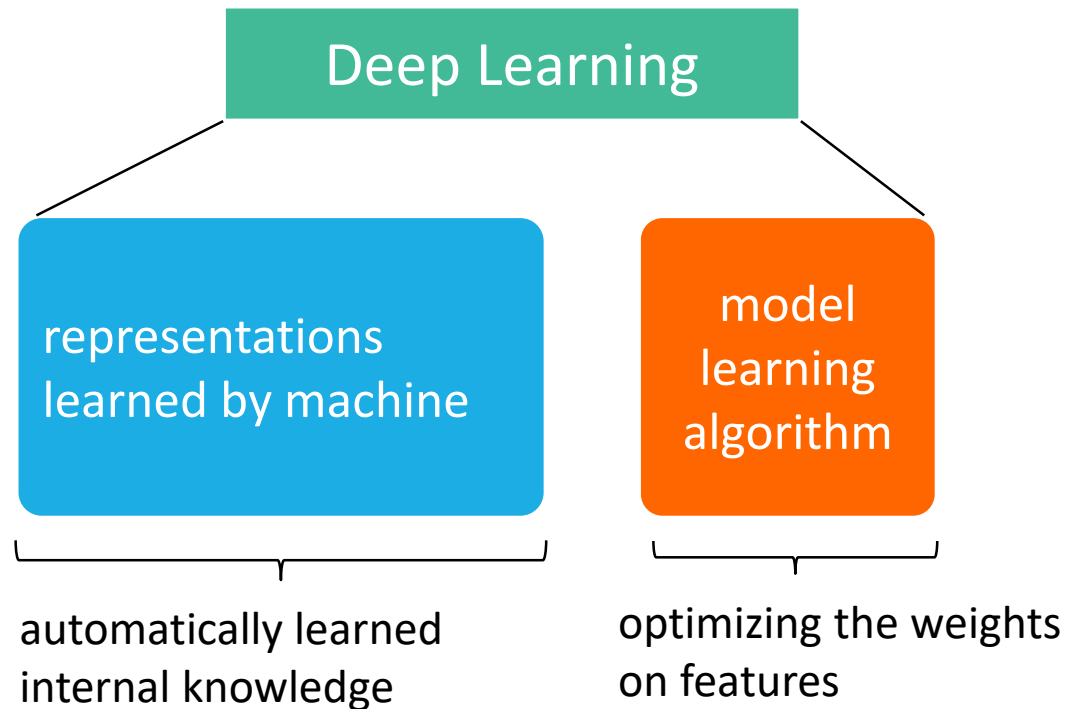 Deep Learning
representations
learned by machine
model
learning
algorithm
automatically learned
internal knowledge
optimizing the weights
on features